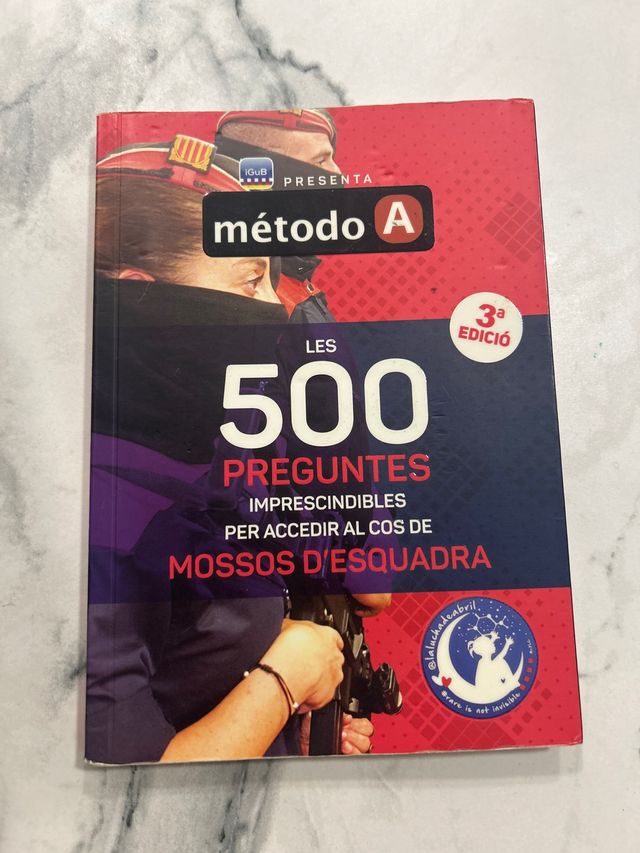 iGuB
PRESENTA
método A
3ª
EDICIÓ
LES
500
PREGUNTES
IMPRESCINDIBLES
PER ACCEDIR AL COS DE
MOSSOS D'ESQUADRA
@laluchadeabril.
#rare is not invisible